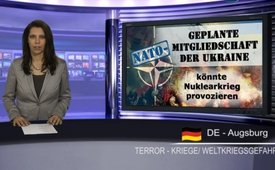 GEPLANTE
MITGLIEDSCHAFT
NATO
DER UKRAINE
könnte
Nuklearkrieg
provozieren
DE - Augsburg
TERROR - KRIEGE/ WELTKRIEGSGEFAHR